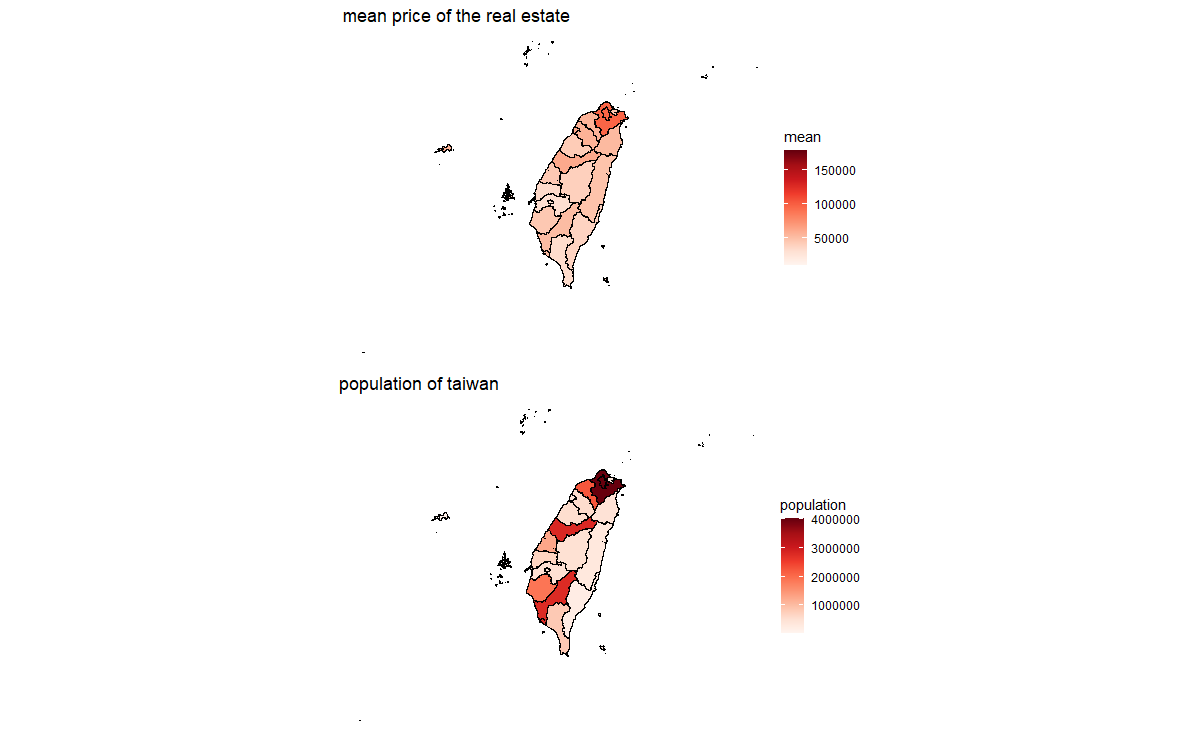 mean price of the real estate
mean
150000
100000
50000
population of taiwan
population
4000000
3000000
2000000
1000000